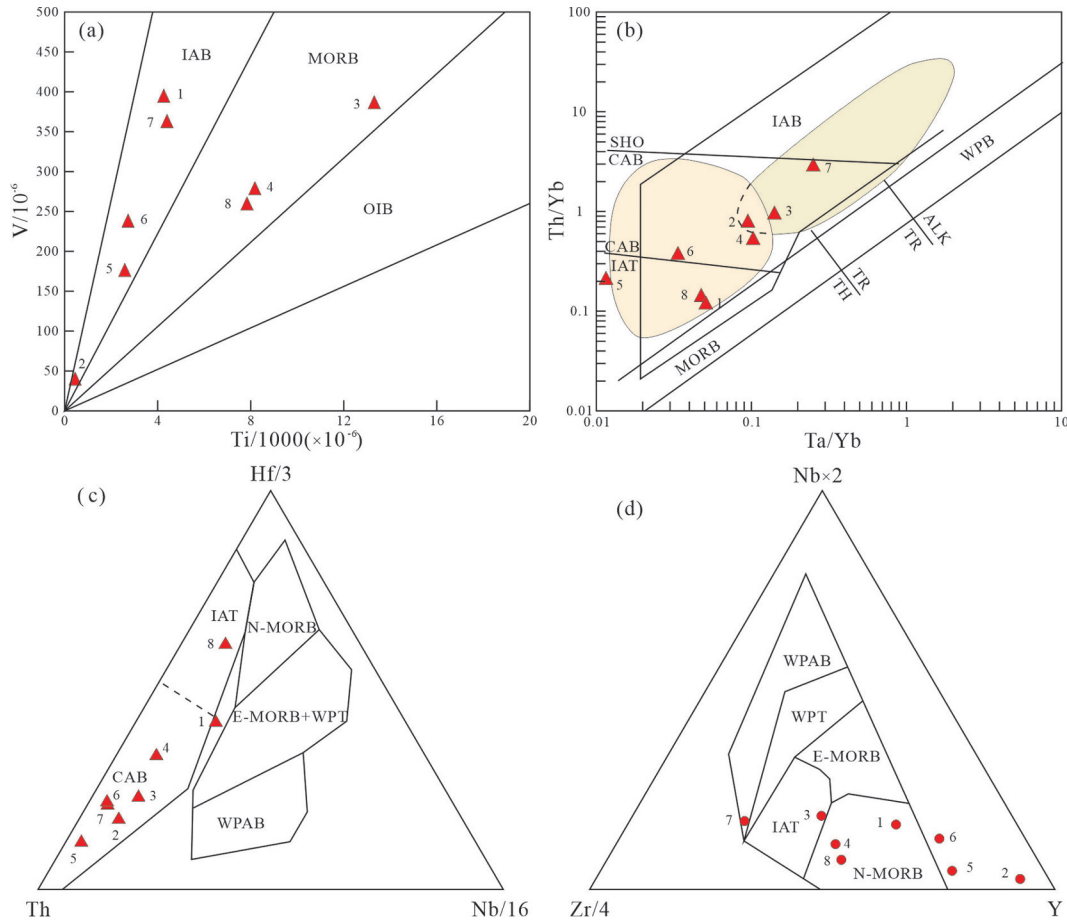 (a)
V/10⁻⁶
500
450
400
350
300
250
200
150
100
50
0
IAB
MORB
OIB
1
7
3
6
4
8
5
2
0
4
8
12
16
20
Ti/1000(×10⁻⁶)
(b)
Th/Yb
100
10
1
0.1
0.01
IAB
SHO
CAB
WPB
7
2
3
4
CAB
IAT
6
5
8
1
ALK
TR
TR
TH
MORB
0.01
0.1
1
10
Ta/Yb
(c)
Hf/3
IAT
8
N-MORB
1
E-MORB+WPT
4
CAB
6
3
7
2
WPAB
5
Th
Nb/16
(d)
Nb×2
WPAB
WPT
E-MORB
7
3
IAT
1
4
6
8
N-MORB
5
2
Zr/4
Y